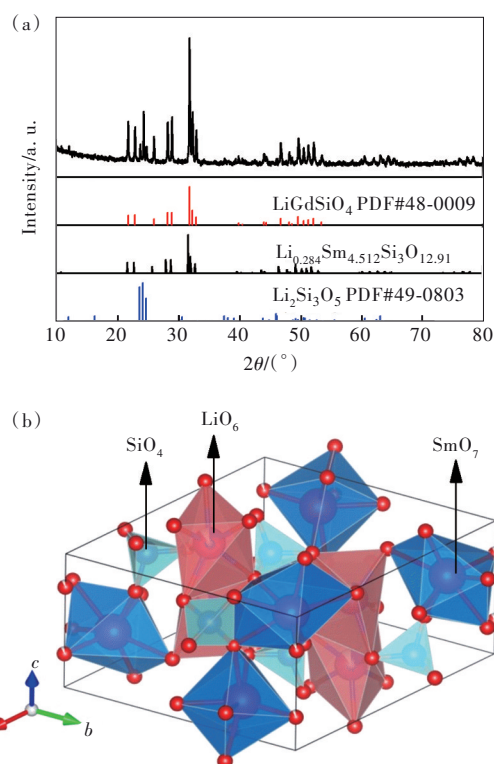 (a)
Intensity/a. u.
LiGdSiO₄ PDF#48-0009
Li₀.₂₈₄Sm₄.₅₁₂Si₃O₁₂.₉₁
Li₂Si₃O₅ PDF#49-0803
10 20 30 40 50 60 70 80
2θ/(°)
(b)
SiO₄
LiO₆
SmO₇
c
b